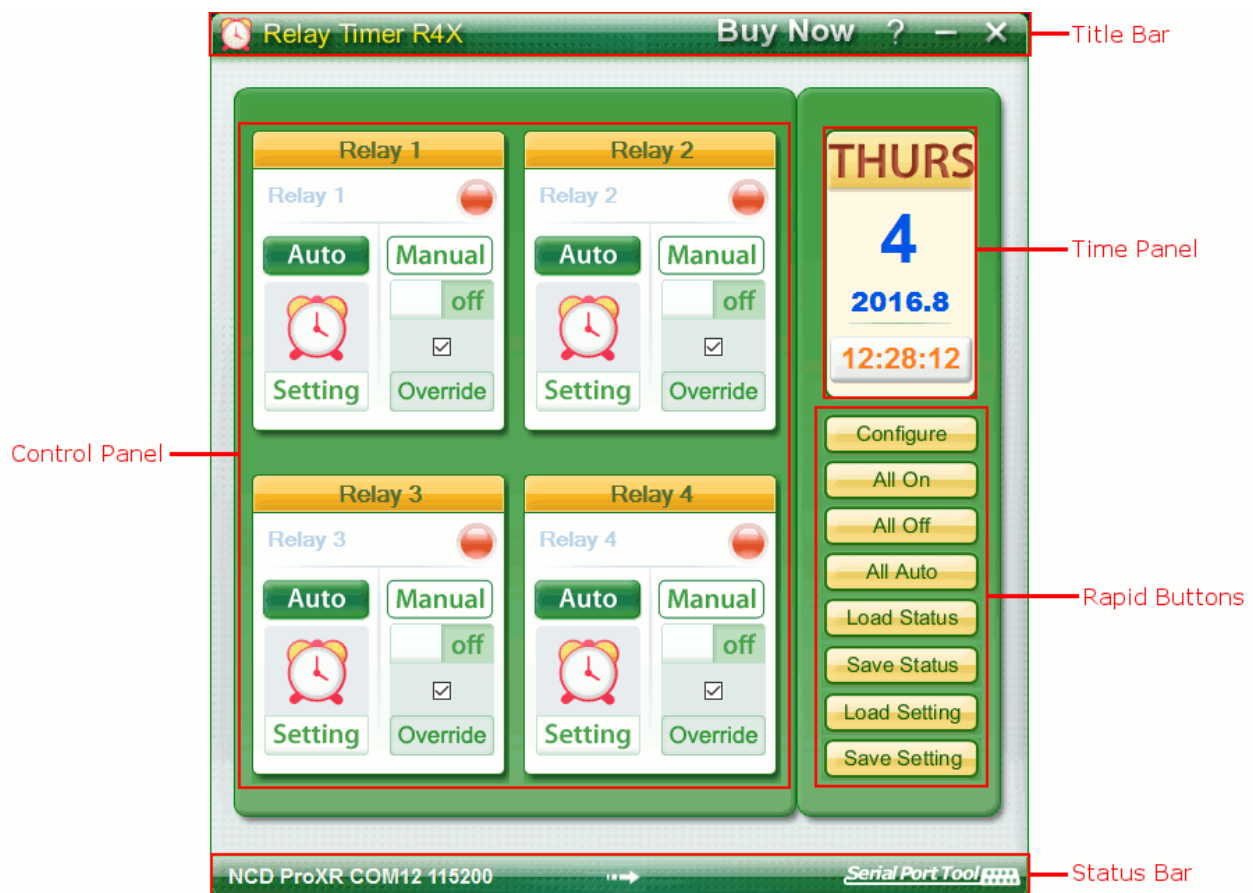 Relay Timer R4X Buy Now ? Title Bar
Relay 1 Relay 2
Relay 1 Relay 2
Auto Manual Auto Manual
off off
Setting Override Setting Override
THURS
4
2016.8
12:28:12
Time Panel
Control Panel
Relay 3 Relay 4
Relay 3 Relay 4
Auto Manual Auto Manual
off off
Setting Override Setting Override
Configure
All On
All Off
All Auto
Load Status
Save Status
Load Setting
Save Setting
Rapid Buttons
NCD ProXR COM12 115200 Serial Port Tool Status Bar